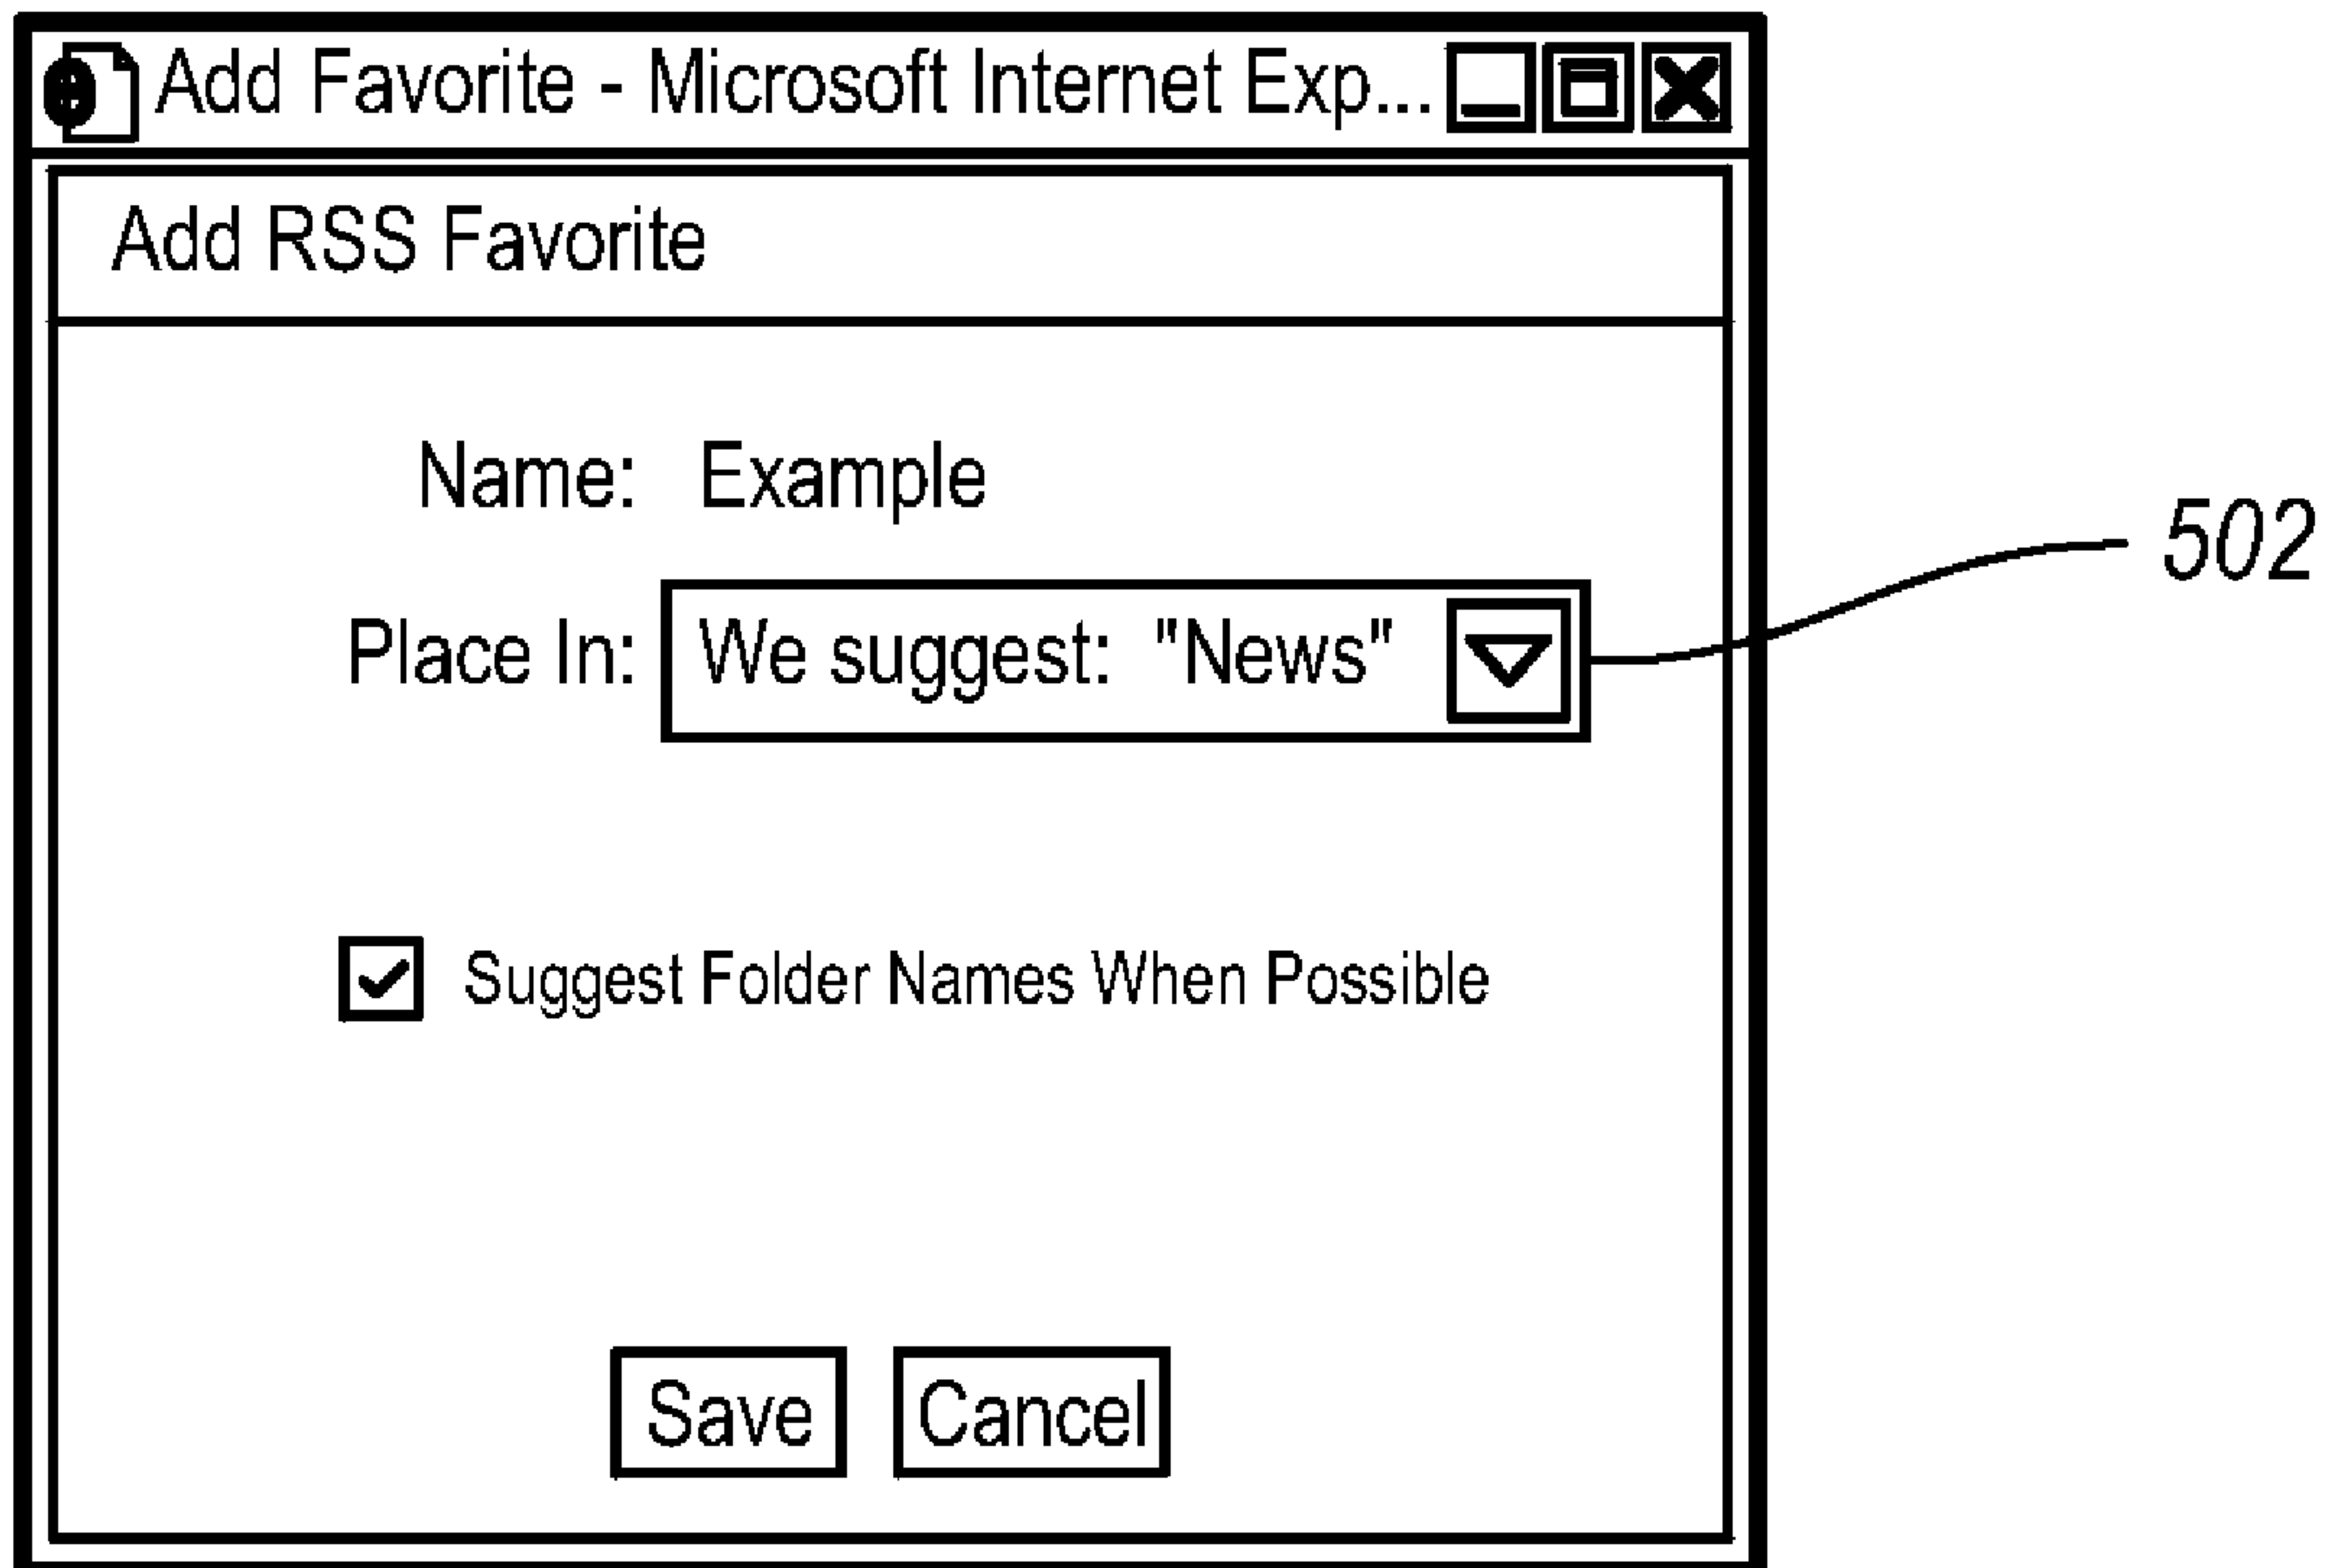 Add Favorite - Microsoft Internet Exp...
Add RSS Favorite
Name: Example
502
Place In: We suggest: "News"
Suggest Folder Names When Possible
Save Cancel